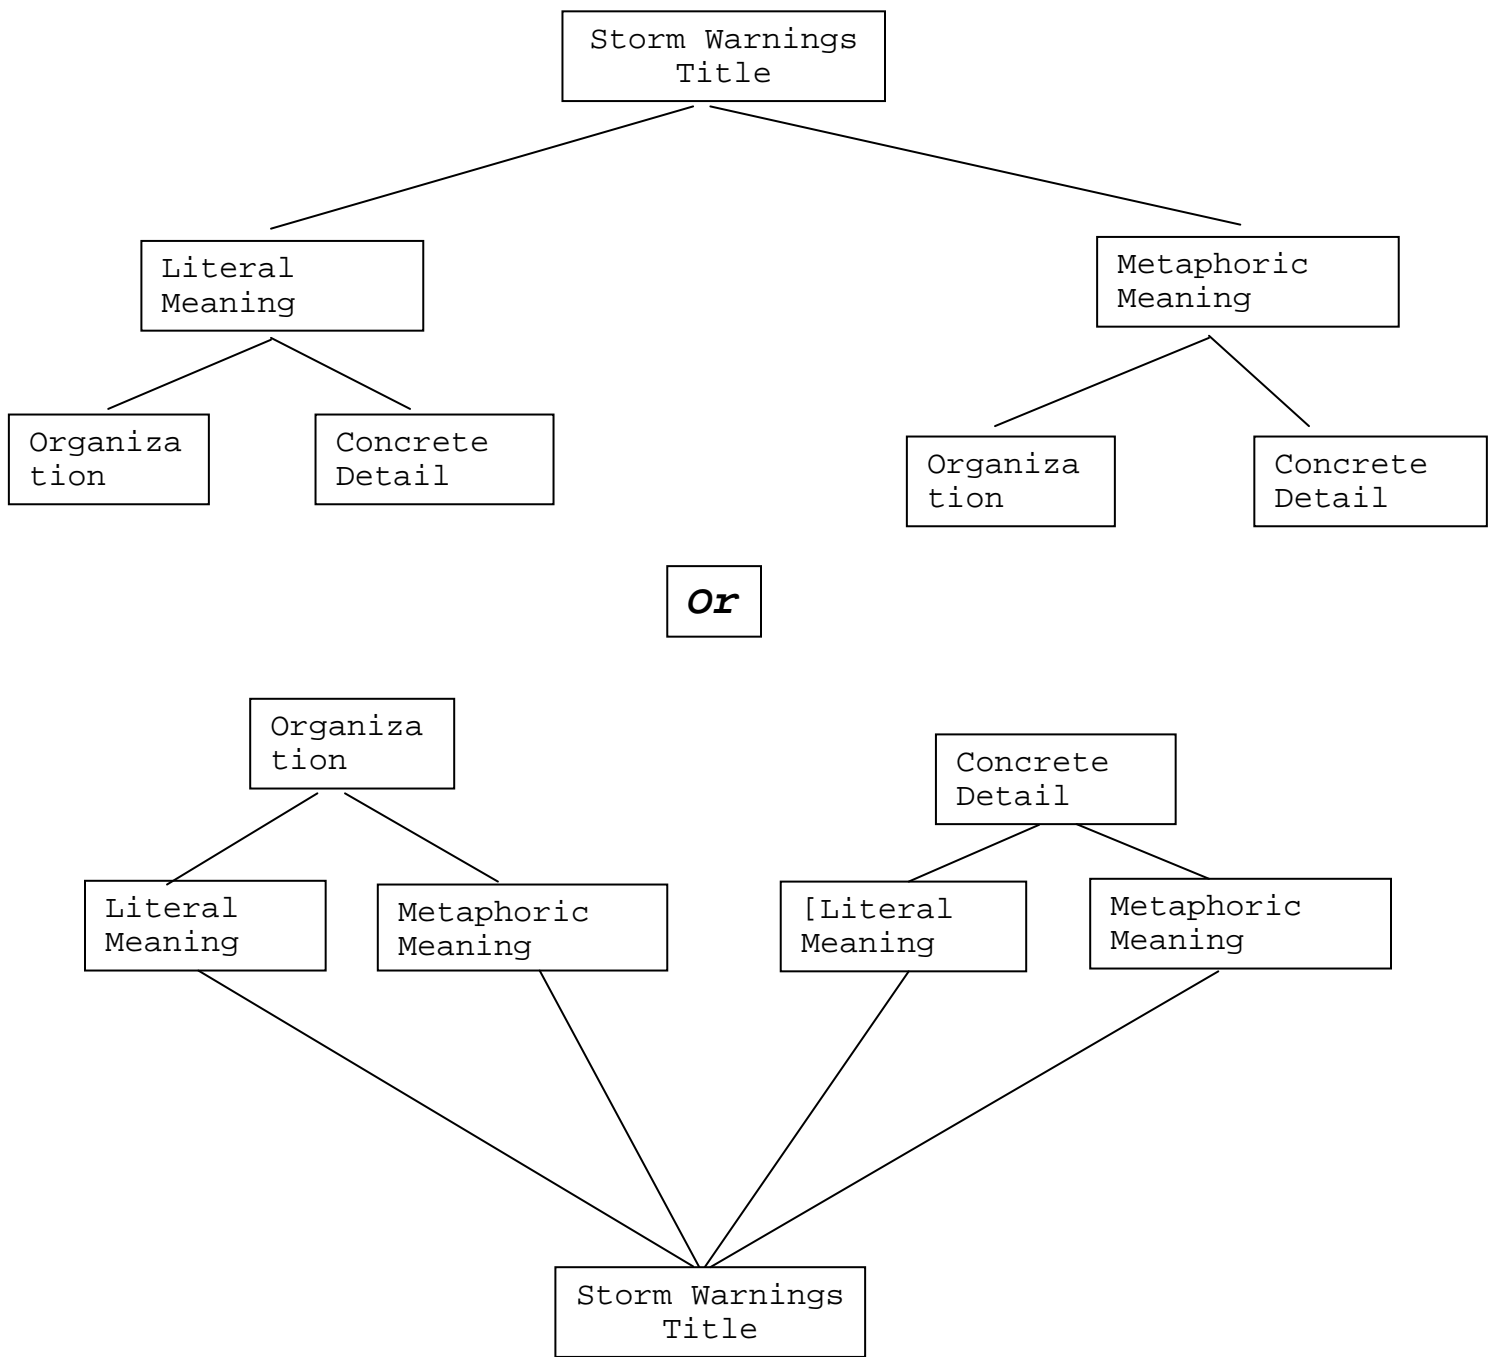 Storm Warnings
Title
Literal
Meaning
Metaphoric
Meaning
Organiza
tion
Concrete
Detail
Organiza
tion
Concrete
Detail
Or
Organiza
tion
Concrete
Detail
Literal
Meaning
Metaphoric
Meaning
[Literal
Meaning
Metaphoric
Meaning
Storm Warnings
Title